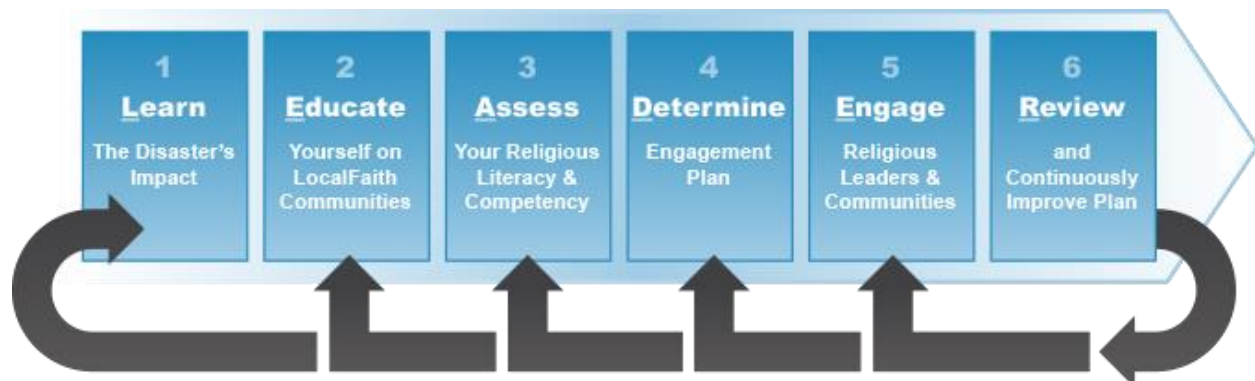 1
Learn
The Disaster's
Impact
2
Educate
Yourself on
LocalFaith
Communities
3
Assess
Your Religious
Literacy &
Competency
4
Determine
Engagement
Plan
5
Engage
Religious
Leaders &
Communities
6
Review
and
Continuously
Improve Plan